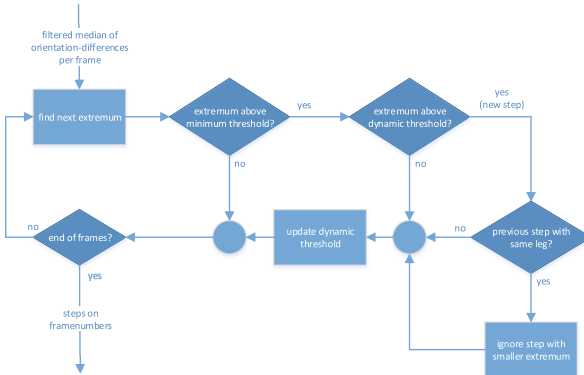 filtered median of
orientation-differences
per frame
find next extremum
extremum above
minimum threshold?
yes
extremum above
dynamic threshold?
yes
(new step)
no
no
no
end of frames?
update dynamic
threshold
no
previous step with
same leg?
yes
yes
steps on
framenumbers
ignore step with
smaller extremum